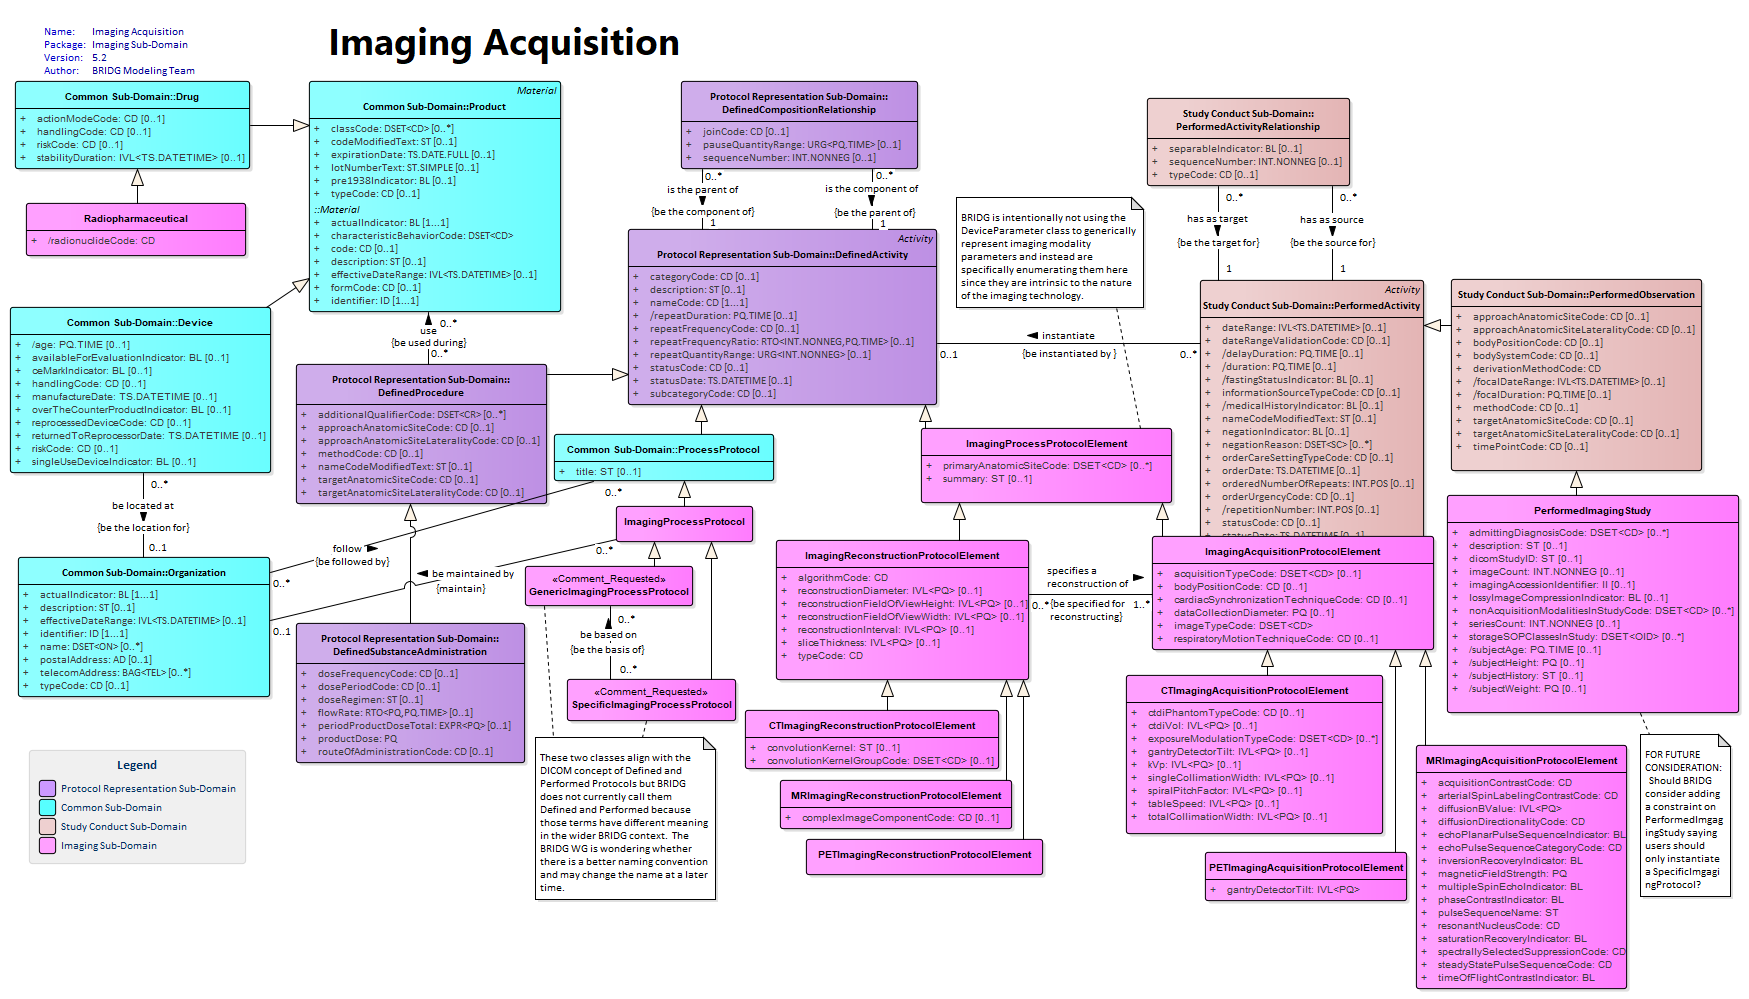 Imaging Acquisition
Name: Imaging Acquisition
Package: Imaging Sub-Domain
Version: 5.2
Author: BRIDG Modeling Team
Common Sub-Domain::Drug
+ actionModeCode: CD [0..1]
+ handlingCode: CD [0..1]
+ riskCode: CD [0..1]
+ stabilityDuration: IVL<TS.DATETIME> [0..1]
Radiopharmaceutical
+ /radionuclideCode: CD
Material
Common Sub-Domain::Product
+ classCode: DSET<CD> [0..*]
+ codeModifiedText: ST [0..1]
+ expirationDate: TS.DATE.FULL [0..1]
+ lotNumberText: ST.SIMPLE [0..1]
+ pre1938Indicator: BL [0..1]
+ typeCode: CD [0..1]
::Material
+ actualIndicator: BL [1...1]
+ characteristicBehaviorCode: DSET<CD>
+ code: CD [0..1]
+ description: ST [0..1]
+ effectiveDateRange: IVL<TS.DATETIME> [0..1]
+ formCode: CD [0..1]
+ identifier: ID [1...1]
Common Sub-Domain::Device
+ /age: PQ.TIME [0..1]
+ availableForEvaluationIndicator: BL [0..1]
+ ceMarkIndicator: BL [0..1]
+ handlingCode: CD [0..1]
+ manufactureDate: TS.DATETIME [0..1]
+ overTheCounterProductIndicator: BL [0..1]
+ reprocessedDeviceCode: CD [0..1]
+ returnedToReprocessorDate: TS.DATETIME [0..1]
+ riskCode: CD [0..1]
+ singleUseDeviceIndicator: BL [0..1]
0..*
be located at
{be the location for}
0..1
Common Sub-Domain::Organization
+ actualIndicator: BL [1...1]
+ description: ST [0..1]
+ effectiveDateRange: IVL<TS.DATETIME> [0..1]
+ identifier: ID [1...1]
+ name: DSET<ON> [0..*]
+ postalAddress: AD [0..1]
+ telecomAddress: BAG<TEL> [0..*]
+ typeCode: CD [0..1]
0..*
use
{be used during}
0..*
Protocol Representation Sub-Domain::
DefinedProcedure
+ additionalQualifierCode: DSET<CR> [0..*]
+ approachAnatomicSiteCode: CD [0..1]
+ approachAnatomicSiteLateralityCode: CD [0..1]
+ methodCode: CD [0..1]
+ nameCodeModifiedText: ST [0..1]
+ targetAnatomicSiteCode: CD [0..1]
+ targetAnatomicSiteLateralityCode: CD [0..1]
0..*
follow
{be followed by}
0..*
0..*
be maintained by
{maintain}
0..1
Protocol Representation Sub-Domain::
DefinedSubstanceAdministration
+ doseFrequencyCode: CD [0..1]
+ dosePeriodCode: CD [0..1]
+ doseRegimen: ST [0..1]
+ flowRate: RTO<PQ,PQ.TIME> [0..1]
+ periodProductDoseTotal: EXPR<PQ> [0..1]
+ productDose: PQ
+ routeOfAdministrationCode: CD [0..1]
Protocol Representation Sub-Domain::
DefinedCompositionRelationship
+ joinCode: CD [0..1]
+ pauseQuantityRange: URG<PQ.TIME> [0..1]
+ sequenceNumber: INT.NONNEG [0..1]
0..*
is the parent of
{be the component of}
1
0..*
is the component of
{be the parent of}
1
Activity
Protocol Representation Sub-Domain::DefinedActivity
+ categoryCode: CD [0..1]
+ description: ST [0..1]
+ nameCode: CD [1...1]
+ /repeatDuration: PQ.TIME [0..1]
+ repeatFrequencyCode: CD [0..1]
+ repeatFrequencyRatio: RTO<INT.NONNEG,PQ.TIME> [0..1]
+ repeatQuantityRange: URG<INT.NONNEG> [0..1]
+ statusCode: CD [0..1]
+ statusDate: TS.DATETIME [0..1]
+ subcategoryCode: CD [0..1]
Common Sub-Domain::ProcessProtocol
+ title: ST [0..1]
ImagingProcessProtocol
«Comment_Requested»
GenericImagingProcessProtocol
0..*
be based on
{be the basis of}
0..*
«Comment_Requested»
SpecificImagingProcessProtocol
These two classes align with the
DICOM concept of Defined and
Performed Protocols but BRIDG
does not currently call them
Defined and Performed because
those terms have different meaning
in the wider BRIDG context. The
BRIDG WG is wondering whether
there is a better naming convention
and may change the name at a later
time.
BRIDG is intentionally not using the
DeviceParameter class to generically
represent imaging modality
parameters and instead are
specifically enumerating them here
since they are intrinsic to the nature
of the imaging technology.
instantiate
0..1
{be instantiated by }
0..*
ImagingProcessProtocolElement
+ primaryAnatomicSiteCode: DSET<CD> [0..*]
+ summary: ST [0..1]
ImagingReconstructionProtocolElement
+ algorithmCode: CD
+ reconstructionDiameter: IVL<PQ> [0..1]
+ reconstructionFieldOfViewHeight: IVL<PQ> [0..1]
+ reconstructionFieldOfViewWidth: IVL<PQ> [0..1]
+ reconstructionInterval: IVL<PQ> [0..1]
+ sliceThickness: IVL<PQ> [0..1]
+ typeCode: CD
specifies a
reconstruction of
0..*
{be specified for
reconstructing}
1..*
CTImagingReconstructionProtocolElement
+ convolutionKernel: ST [0..1]
+ convolutionKernelGroupCode: DSET<CD> [0..1]
MRImagingReconstructionProtocolElement
+ complexImageComponentCode: CD [0..1]
PETImagingReconstructionProtocolElement
Study Conduct Sub-Domain::
PerformedActivityRelationship
+ separableIndicator: BL [0..1]
+ sequenceNumber: INT.NONNEG [0..1]
+ typeCode: CD [0..1]
0..*
has as target
{be the target for}
1
0..*
has as source
{be the source for}
1
Activity
Study Conduct Sub-Domain::PerformedActivity
+ dateRange: IVL<TS.DATETIME> [0..1]
+ dateRangeValidationCode: CD [0..1]
+ /delayDuration: PQ.TIME [0..1]
+ /duration: PQ.TIME [0..1]
+ /fastingStatusIndicator: BL [0..1]
+ informationSourceTypeCode: CD [0..1]
+ /medicalHistoryIndicator: BL [0..1]
+ nameCodeModifiedText: ST [0..1]
+ negationIndicator: BL [0..1]
+ negationReason: DSET<SC> [0..*]
+ orderCareSettingTypeCode: CD [0..1]
+ orderDate: TS.DATETIME [0..1]
+ orderedNumberOfRepeats: INT.POS [0..1]
+ orderUrgencyCode: CD [0..1]
+ /repetitionNumber: INT.POS [0..1]
+ statusCode: CD [0..1]
+ statusDate: TS.DATETIME [0..1]
ImagingAcquisitionProtocolElement
+ acquisitionTypeCode: DSET<CD> [0..1]
+ bodyPositionCode: CD [0..1]
+ cardiacSynchronizationTechniqueCode: CD [0..1]
+ dataCollectionDiameter: PQ [0..1]
+ imageTypeCode: DSET<CD>
+ respiratoryMotionTechniqueCode: CD [0..1]
CTImagingAcquisitionProtocolElement
+ ctdiPhantomTypeCode: CD [0..1]
+ ctdiVol: IVL<PQ> [0..1]
+ exposureModulationTypeCode: DSET<CD> [0..*]
+ gantryDetectorTilt: IVL<PQ> [0..1]
+ kVp: IVL<PQ> [0..1]
+ singleCollimationWidth: IVL<PQ> [0..1]
+ spiralPitchFactor: IVL<PQ> [0..1]
+ tableSpeed: IVL<PQ> [0..1]
+ totalCollimationWidth: IVL<PQ> [0..1]
PETImagingAcquisitionProtocolElement
+ gantryDetectorTilt: IVL<PQ>
Study Conduct Sub-Domain::PerformedObservation
+ approachAnatomicSiteCode: CD [0..1]
+ approachAnatomicSiteLateralityCode: CD [0..1]
+ bodyPositionCode: CD [0..1]
+ bodySystemCode: CD [0..1]
+ derivationMethodCode: CD
+ /focalDateRange: IVL<TS.DATETIME> [0..1]
+ /focalDuration: PQ.TIME [0..1]
+ methodCode: CD [0..1]
+ targetAnatomicSiteCode: CD [0..1]
+ targetAnatomicSiteLateralityCode: CD [0..1]
+ timePointCode: CD [0..1]
PerformedImagingStudy
+ admittingDiagnosisCode: DSET<CD> [0..*]
+ description: ST [0..1]
+ dicomStudyID: ST [0..1]
+ imageCount: INT.NONNEG [0..1]
+ imagingAccessionIdentifier: II [0..1]
+ lossyImageCompressionIndicator: BL [0..1]
+ nonAcquisitionModalitiesInStudyCode: DSET<CD> [0..*]
+ seriesCount: INT.NONNEG [0..1]
+ storageSOPClassesInStudy: DSET<OID> [0..*]
+ /subjectAge: PQ.TIME [0..1]
+ /subjectHeight: PQ [0..1]
+ /subjectHistory: ST [0..1]
+ /subjectWeight: PQ [0..1]
MRImagingAcquisitionProtocolElement
+ acquisitionContrastCode: CD
+ arterialSpinLabelingContrastCode: CD
+ diffusionBValue: IVL<PQ>
+ diffusionDirectionalityCode: CD
+ echoPlanarPulseSequenceIndicator: BL
+ echoPulseSequenceCategoryCode: CD
+ inversionRecoveryIndicator: BL
+ magneticFieldStrength: PQ
+ multipleSpinEchoIndicator: BL
+ phaseContrastIndicator: BL
+ pulseSequenceName: ST
+ resonantNucleusCode: CD
+ saturationRecoveryIndicator: BL
+ spectrallySelectedSuppressionCode: CD
+ steadyStatePulseSequenceCode: CD
+ timeOfFlightContrastIndicator: BL
FOR FUTURE
CONSIDERATION:
Should BRIDG
consider adding
a constraint on
PerformedImgag
ingStudy saying
users should
only instantiate
a SpecificImgagi
ngProtocol?
Legend
Protocol Representation Sub-Domain
Common Sub-Domain
Study Conduct Sub-Domain
Imaging Sub-Domain